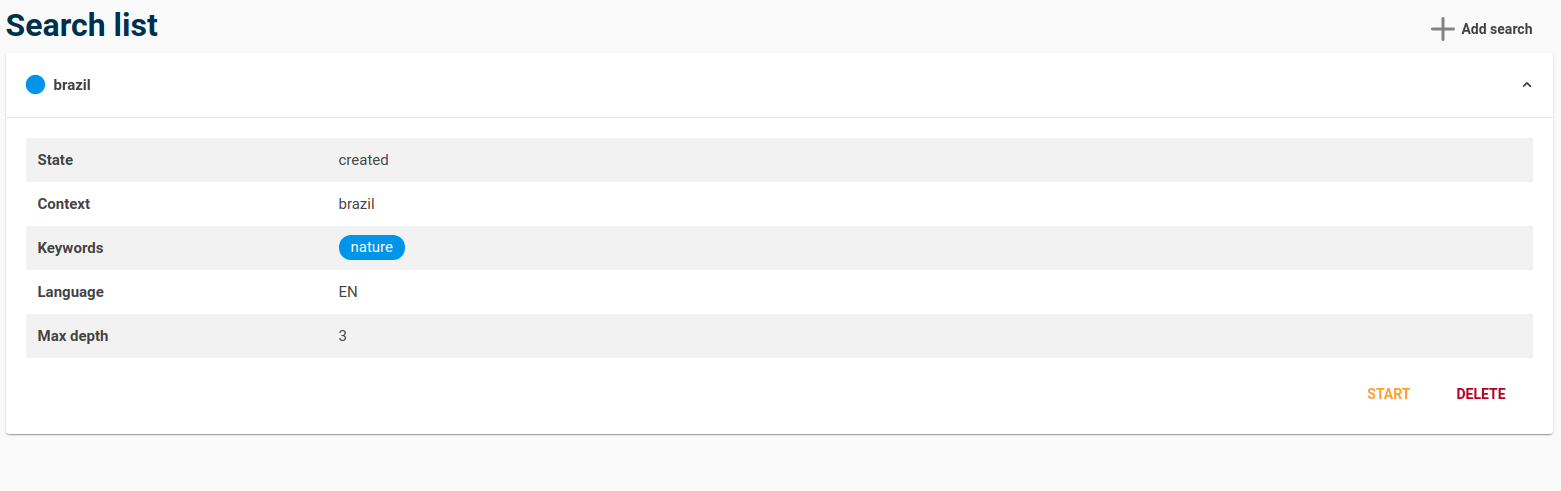 Search list
Add search
brazil
State created
Context brazil
Keywords nature
Language EN
Max depth 3
START DELETE